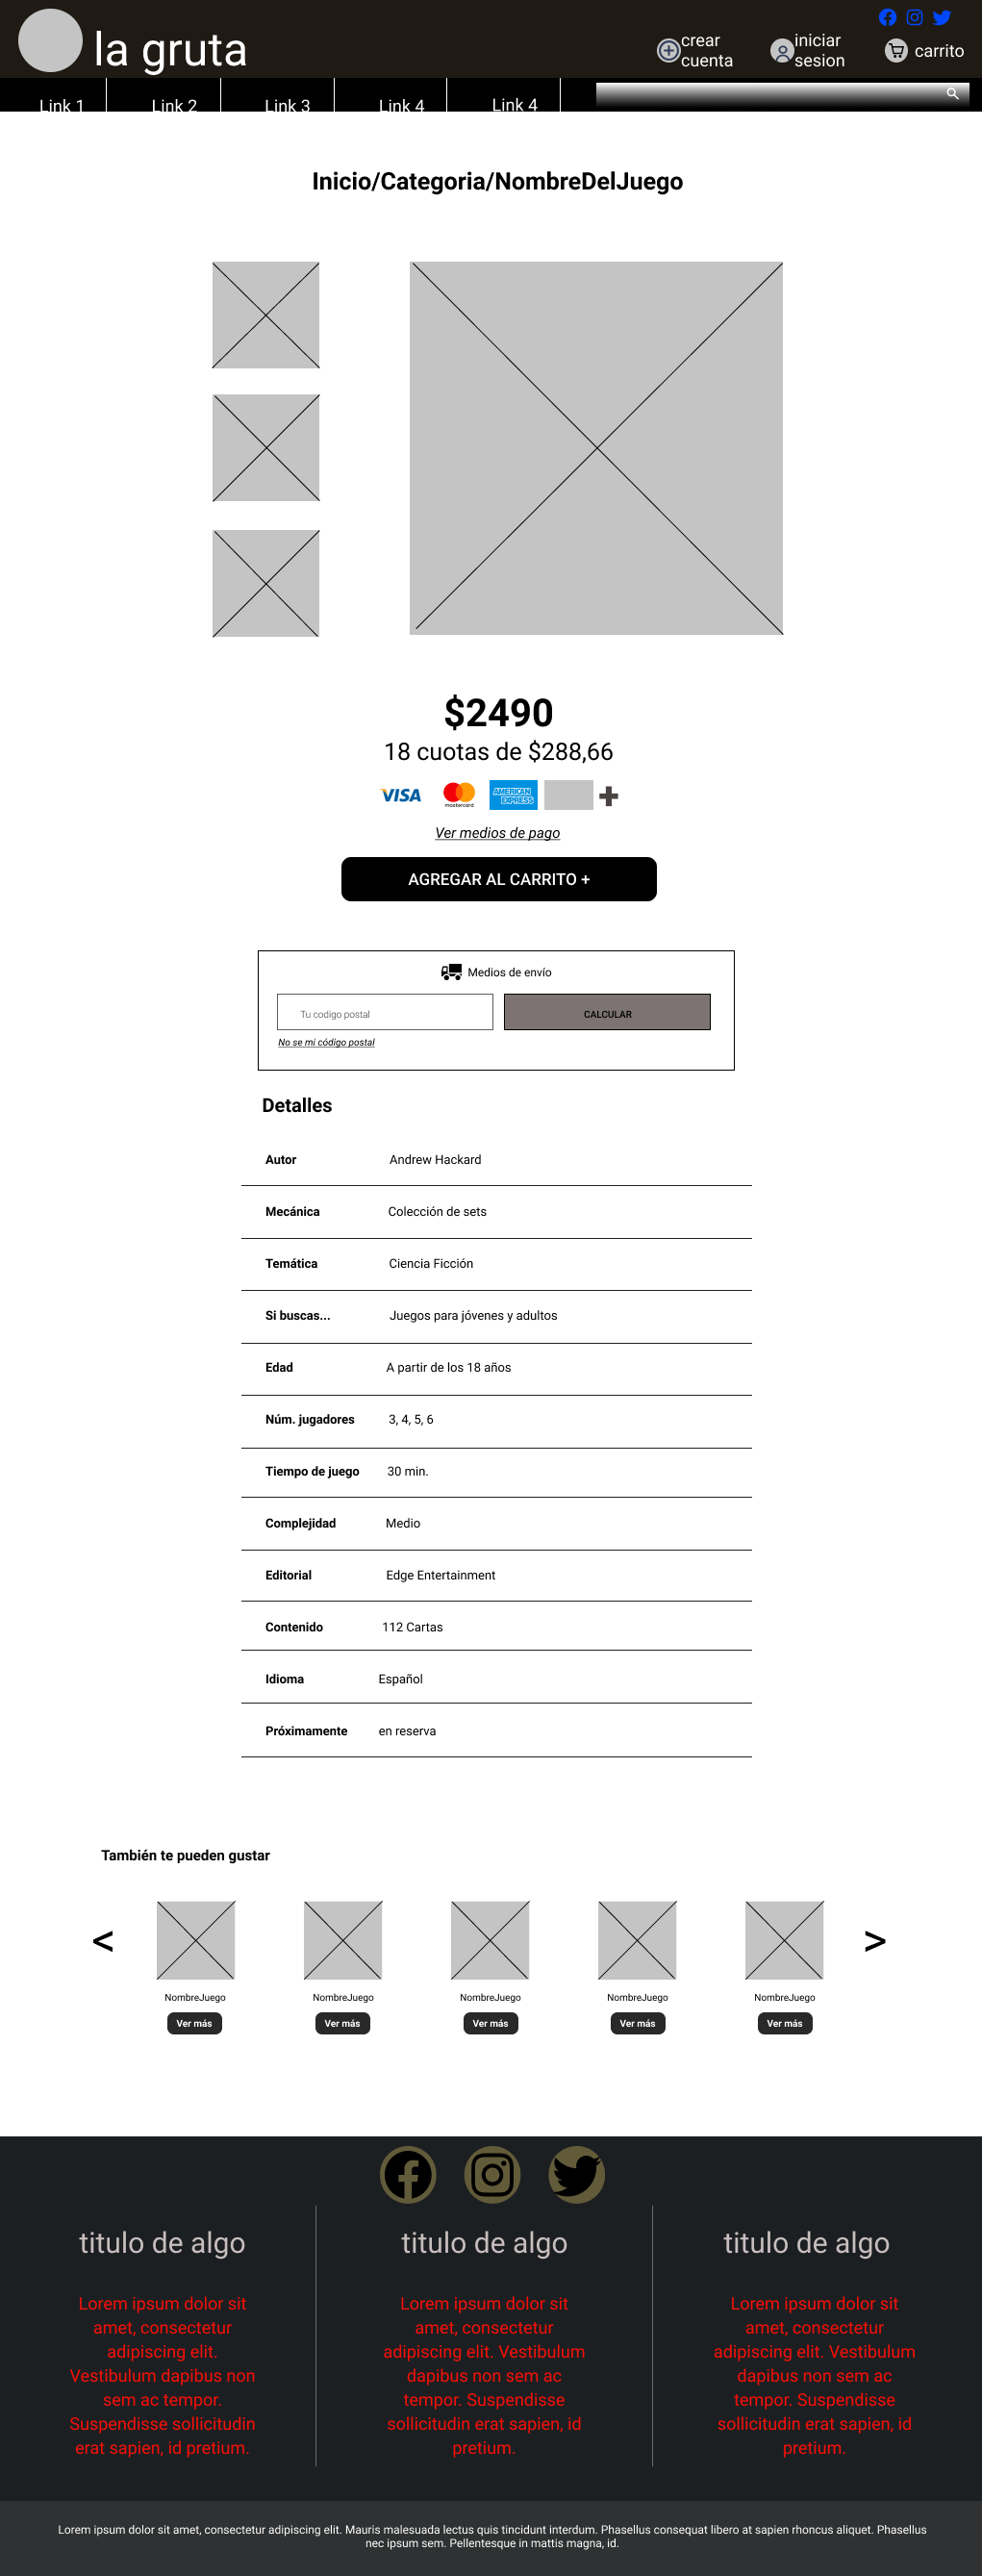 la gruta
crear
cuenta
iniciar
sesion
carrito
Link 1
Link 2
Link 3
Link 4
Link 4
Inicio/Categoria/NombreDelJuego
$2490
18 cuotas de $288,66
VISA
mastercard
AMERICAN
EXPRESS
Ver medios de pago
AGREGAR AL CARRITO +
Medios de envío
Tu codigo postal
CALCULAR
No se mi código postal
Detalles
Autor Andrew Hackard
Mecánica Colección de sets
Temática Ciencia Ficción
Si buscas... Juegos para jóvenes y adultos
Edad A partir de los 18 años
Núm. jugadores 3, 4, 5, 6
Tiempo de juego 30 min.
Complejidad Medio
Editorial Edge Entertainment
Contenido 112 Cartas
Idioma Español
Próximamente en reserva
También te pueden gustar
< >
NombreJuego NombreJuego NombreJuego NombreJuego NombreJuego
Ver más Ver más Ver más Ver más Ver más
titulo de algo
Lorem ipsum dolor sit
amet, consectetur
adipiscing elit.
Vestibulum dapibus non
sem ac tempor.
Suspendisse sollicitudin
erat sapien, id pretium.
titulo de algo
Lorem ipsum dolor sit
amet, consectetur
adipiscing elit. Vestibulum
dapibus non sem ac
tempor. Suspendisse
sollicitudin erat sapien, id
pretium.
titulo de algo
Lorem ipsum dolor sit
amet, consectetur
adipiscing elit. Vestibulum
dapibus non sem ac
tempor. Suspendisse
sollicitudin erat sapien, id
pretium.
Lorem ipsum dolor sit amet, consectetur adipiscing elit. Mauris malesuada lectus quis tincidunt interdum. Phasellus consequat libero at sapien rhoncus aliquet. Phasellus
nec ipsum sem. Pellentesque in mattis magna, id.